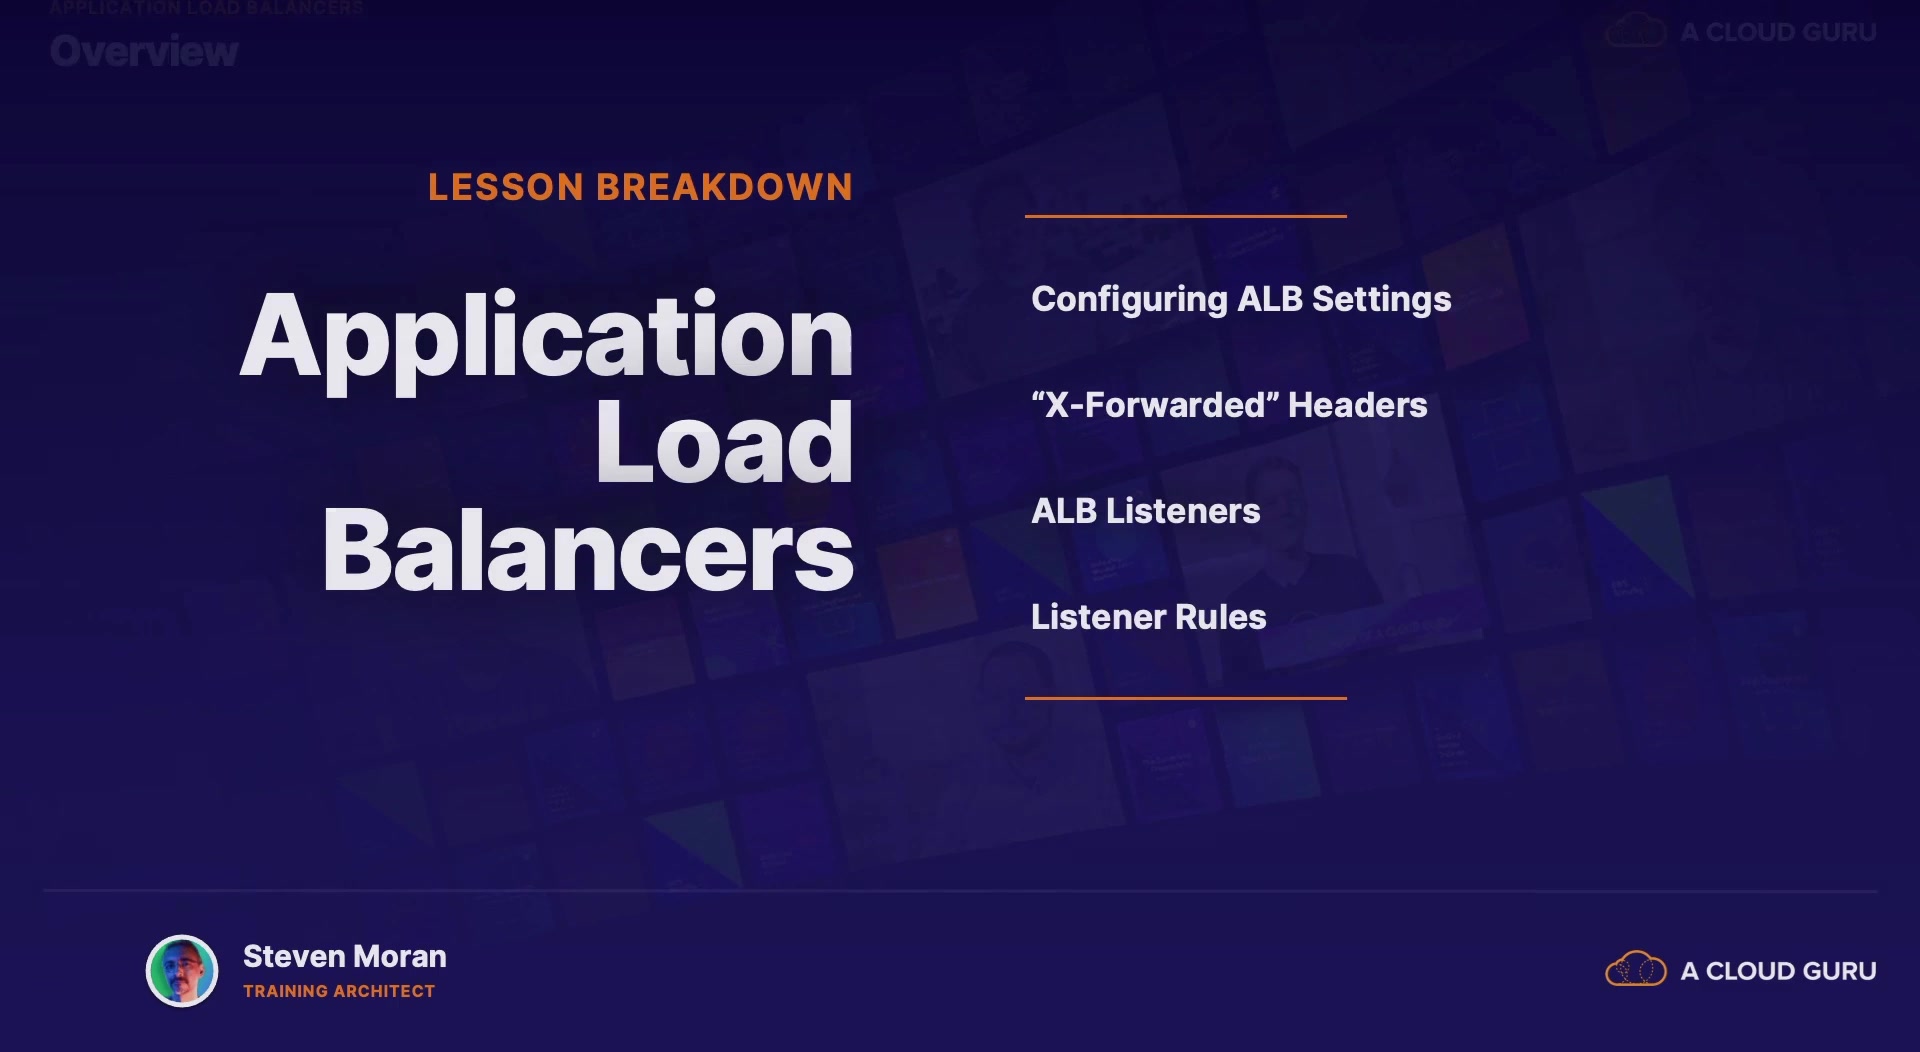 APPLICATION LOAD BALANCERS
Overview
A CLOUD GURU
LESSON BREAKDOWN
Application
Load
Balancers
Configuring ALB Settings
“X-Forwarded” Headers
ALB Listeners
Listener Rules
Steven Moran
TRAINING ARCHITECT
A CLOUD GURU